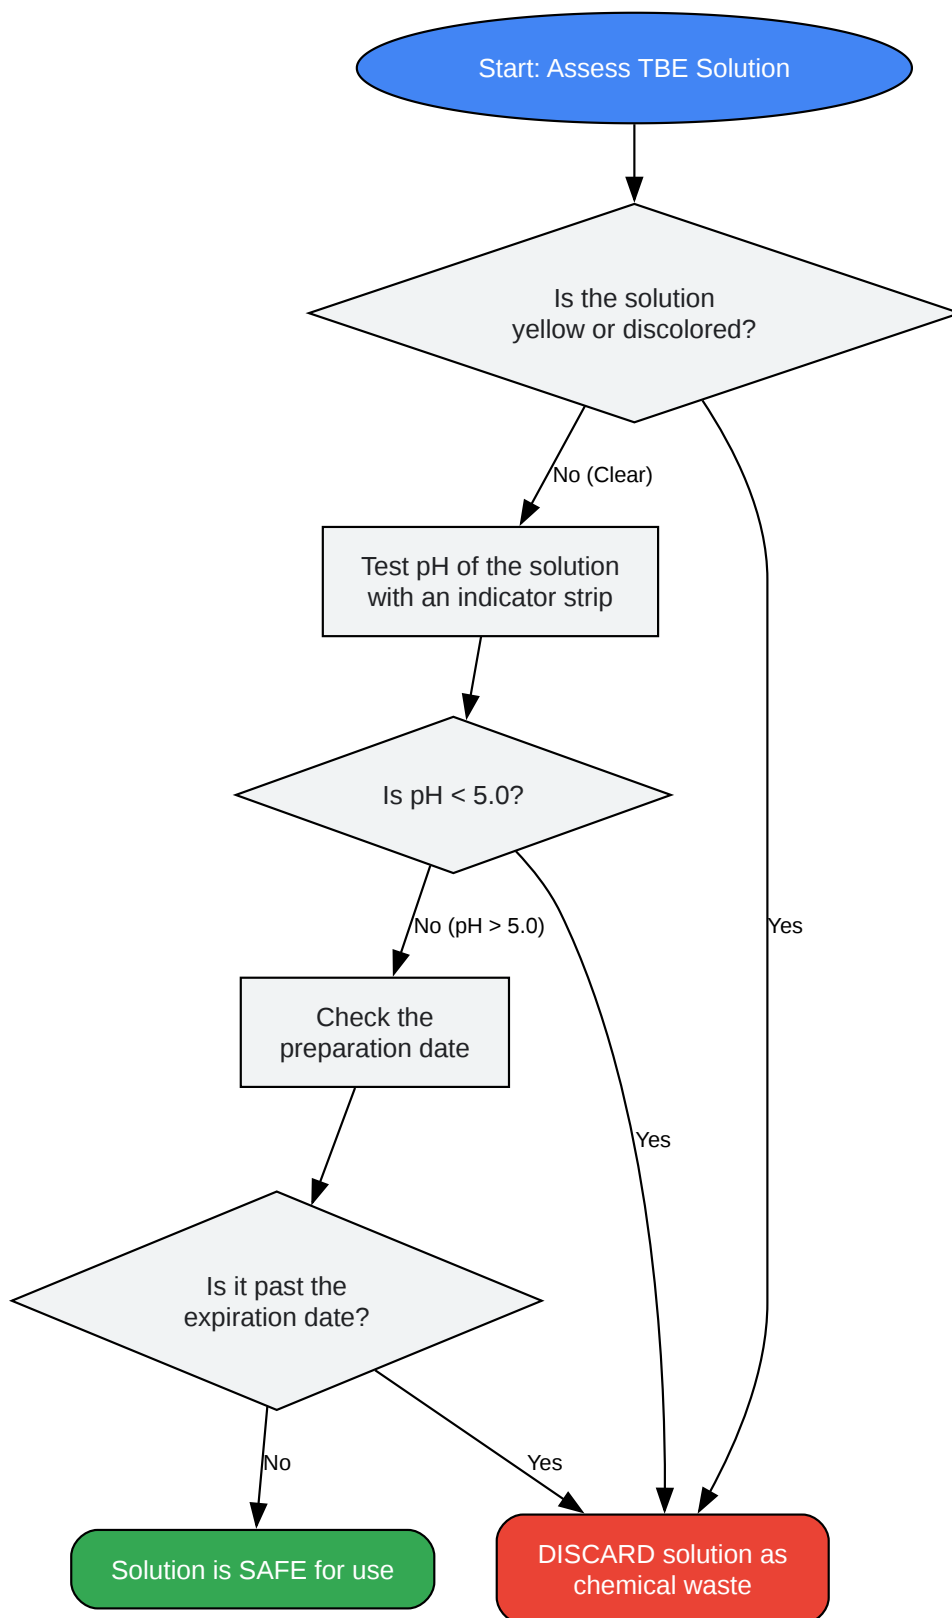 Start: Assess TBE Solution
Is the solution
yellow or discolored?
No (Clear)
Test pH of the solution
with an indicator strip
Is pH < 5.0?
No (pH > 5.0)
Yes
Check the
preparation date
Yes
Is it past the
expiration date?
No
Yes
Solution is SAFE for use
DISCARD solution as
chemical waste